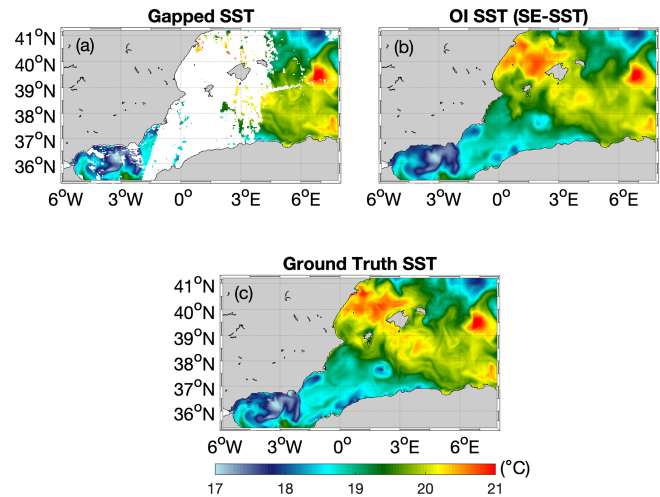 Gapped SST
OI SST (SE-SST)
(a)
(b)
41°N
40°N
39°N
38°N
37°N
36°N
41°N
40°N
39°N
38°N
37°N
36°N
6°W 3°W 0° 3°E 6°E
6°W 3°W 0° 3°E 6°E
Ground Truth SST
(c)
41°N
40°N
39°N
38°N
37°N
36°N
6°W 3°W 0° 3°E 6°E
(°C)
17 18 19 20 21